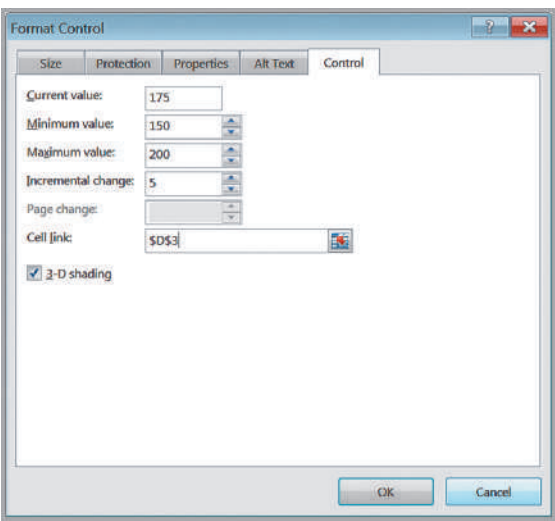 Format Control
Size Protection Properties Alt Text Control
Current value: 175
Minimum value: 150
Maximum value: 200
Incremental change: 5
Page change:
Cell link: $D$3
3-D shading
OK Cancel